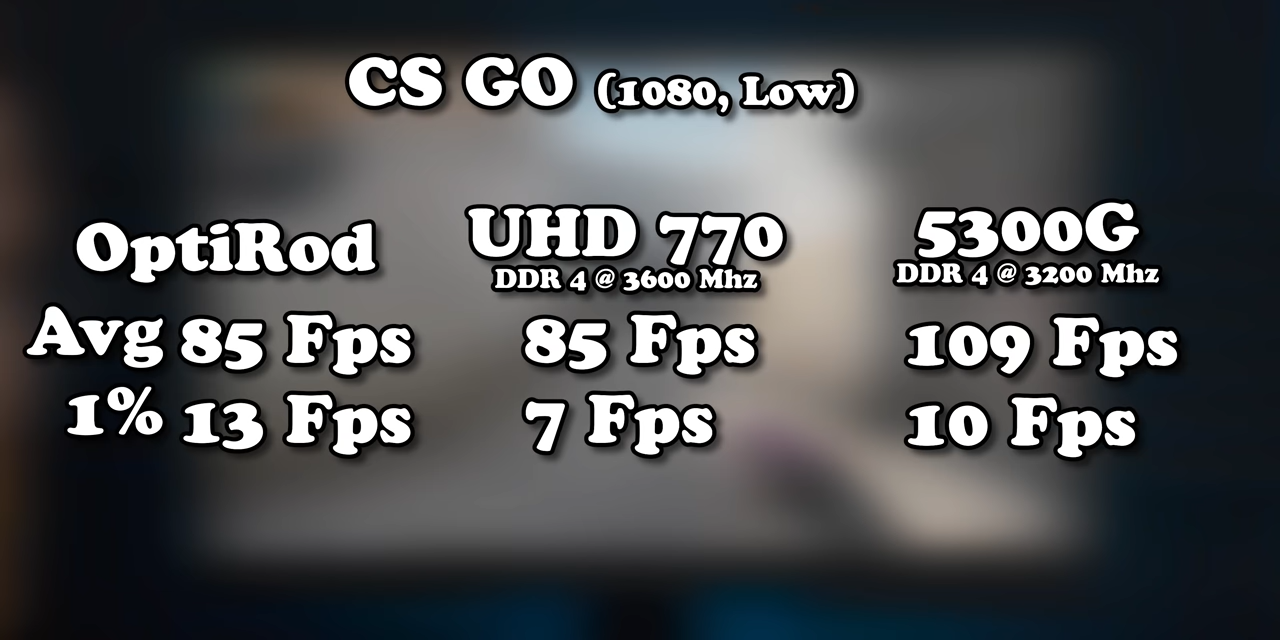 CS GO (1080, Low)
OptiRod UHD 770 5300G
DDR 4 @ 3600 Mhz DDR 4 @ 3200 Mhz
Avg 85 Fps 85 Fps 109 Fps
1% 13 Fps 7 Fps 10 Fps